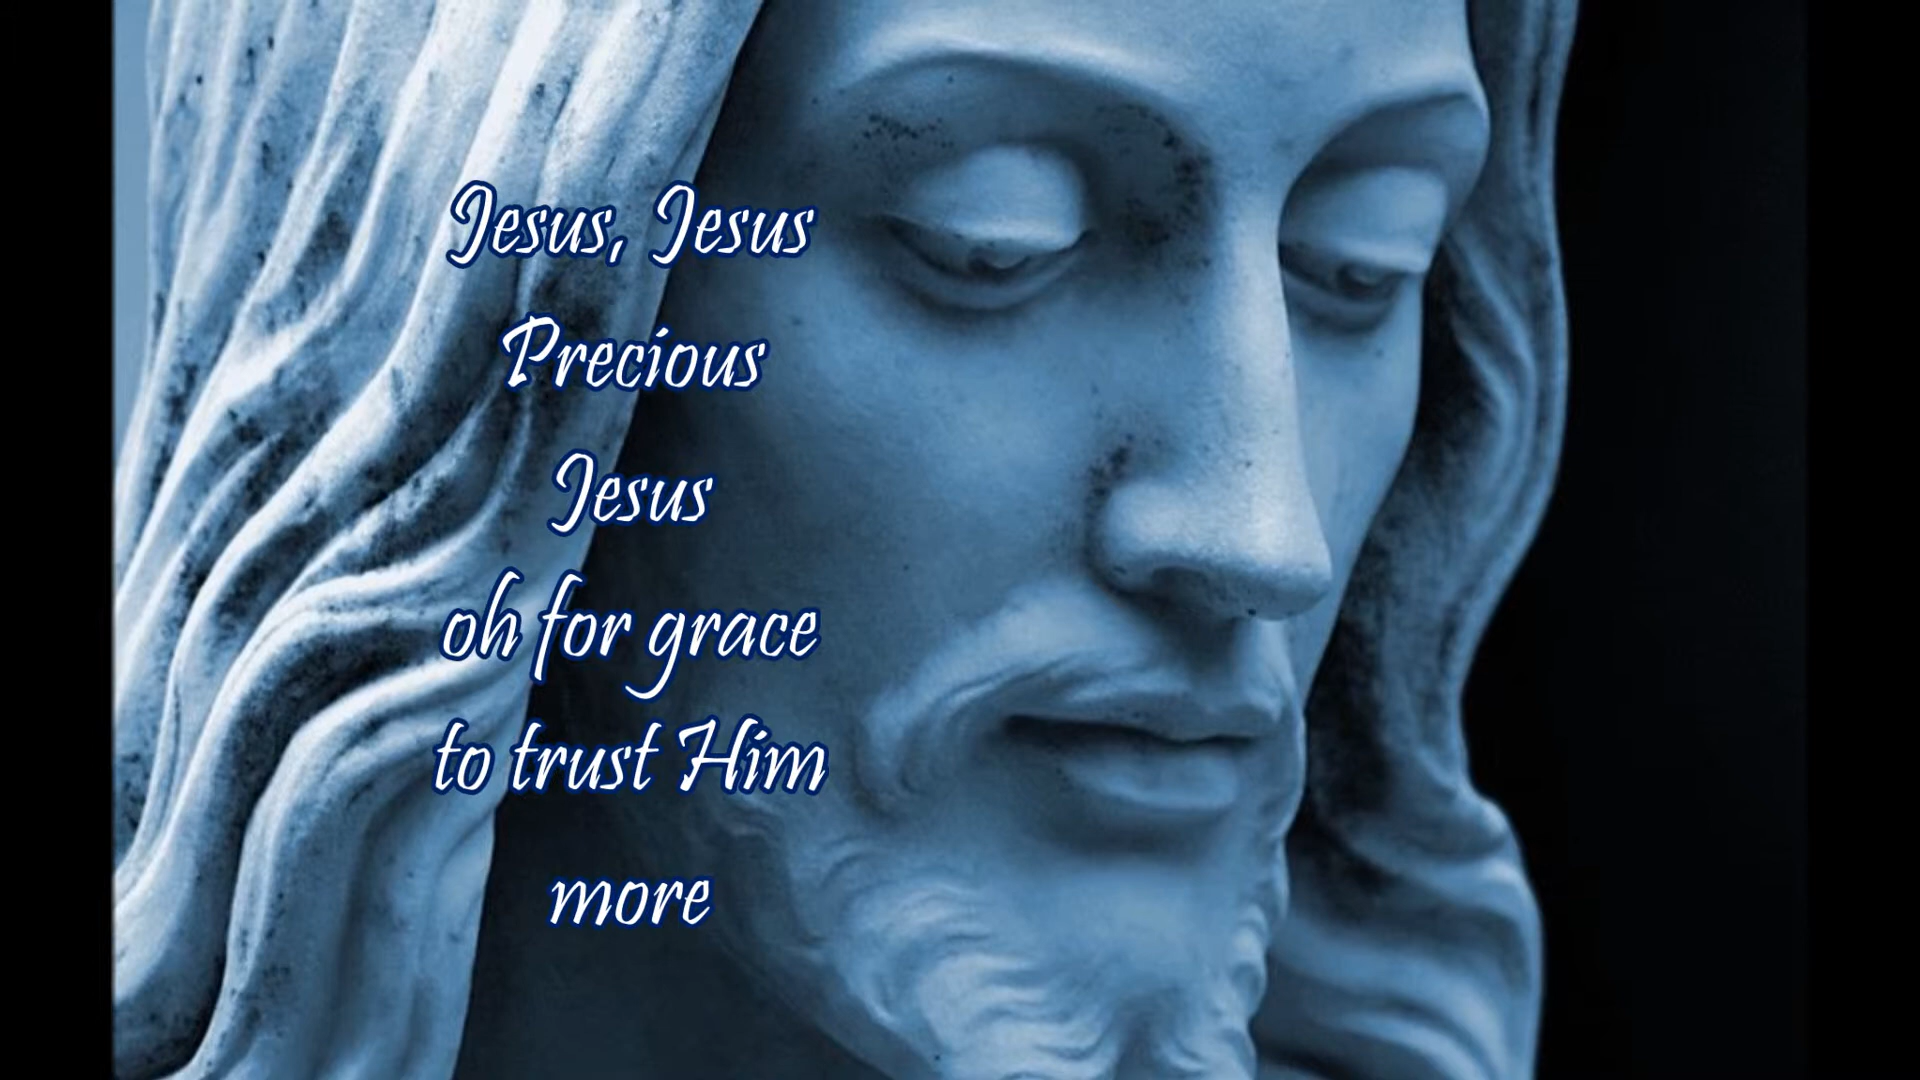 Jesus, Jesus
Precious
Jesus
oh for grace
to trust Him
more